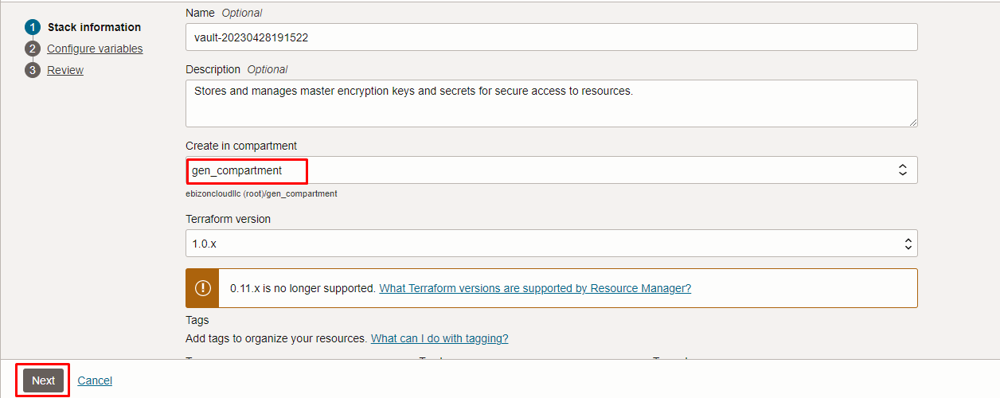 1 Stack information
2 Configure variables
3 Review
Name Optional
vault-20230428191522
Description Optional
Stores and manages master encryption keys and secrets for secure access to resources.
Create in compartment
gen_compartment
ebizoncloudllc (root)/gen_compartment
Terraform version
1.0.x
0.11.x is no longer supported. What Terraform versions are supported by Resource Manager?
Tags
Add tags to organize your resources. What can I do with tagging?
Next Cancel